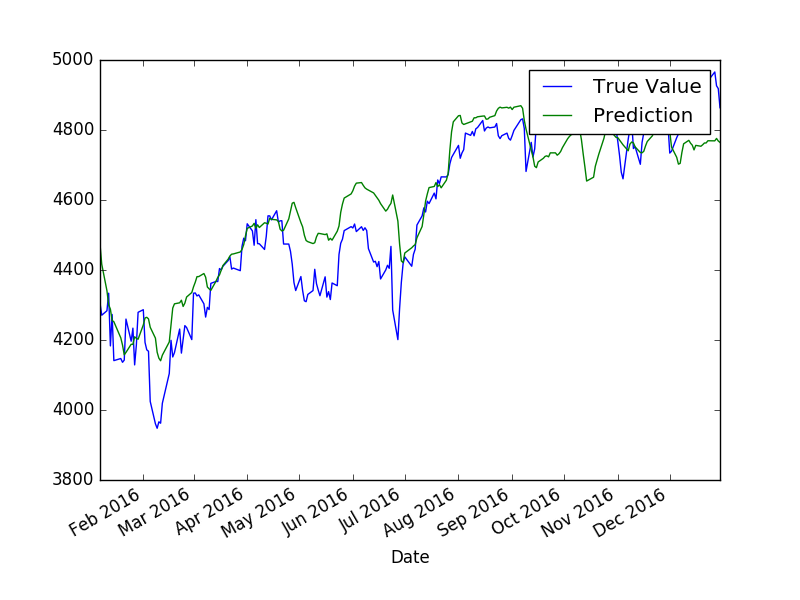 5000
4800
4600
4400
4200
4000
3800
True Value
Prediction
Feb 2016
Mar 2016
Apr 2016
May 2016
Jun 2016
Jul 2016
Aug 2016
Sep 2016
Oct 2016
Nov 2016
Dec 2016
Date